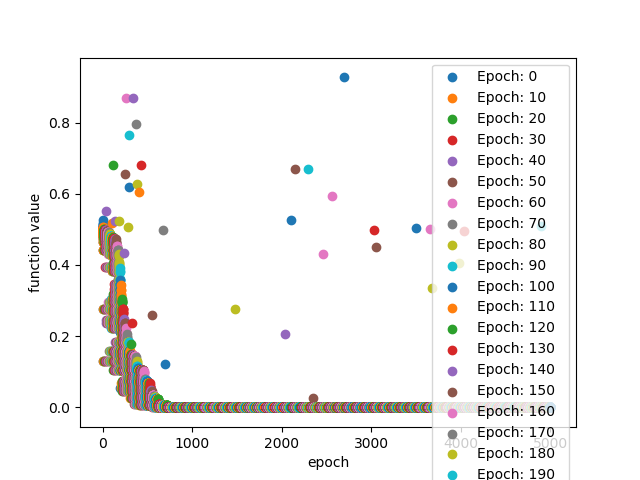 function value
0.8
0.6
0.4
0.2
0.0
0
1000
2000
3000
4000
5000
epoch
Epoch: 0
Epoch: 10
Epoch: 20
Epoch: 30
Epoch: 40
Epoch: 50
Epoch: 60
Epoch: 70
Epoch: 80
Epoch: 90
Epoch: 100
Epoch: 110
Epoch: 120
Epoch: 130
Epoch: 140
Epoch: 150
Epoch: 160
Epoch: 170
Epoch: 180
Epoch: 190